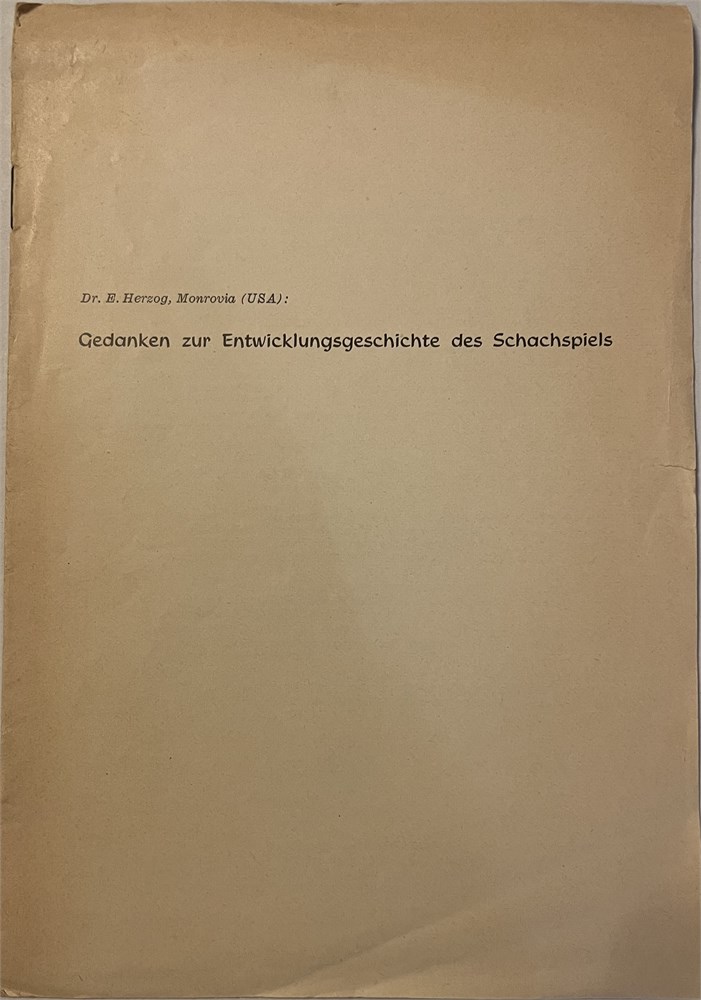 Dr. E. Herzog, Monrovia (USA):
Gedanken zur Entwicklungsgeschichte des Schachspiels